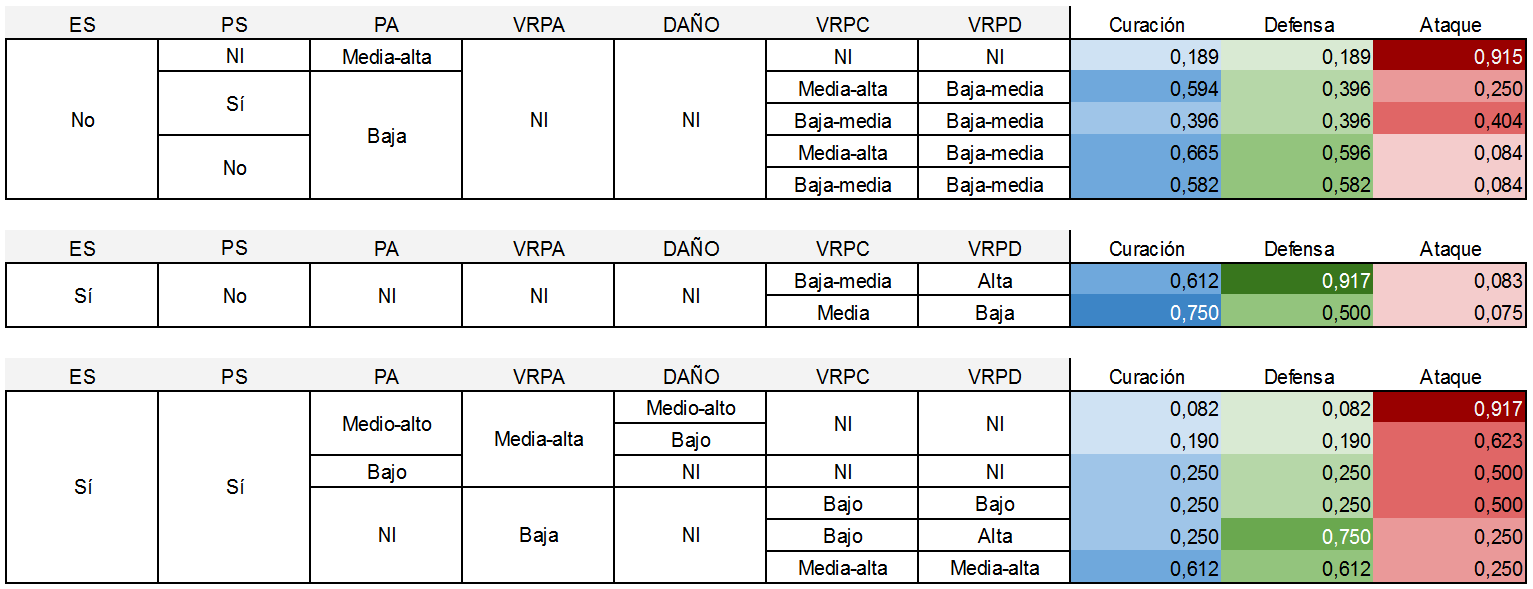 ES PS PA VRPA DAÑO VRPC VRPD Curación Defensa Ataque
No NI Media-alta NI NI NI NI 0,189 0,189 0,915
Sí Baja Media-alta Baja-media 0,594 0,396 0,250
Baja-media Baja-media 0,396 0,396 0,404
No Media-alta Baja-media 0,665 0,596 0,084
Baja-media Baja-media 0,582 0,582 0,084
ES PS PA VRPA DAÑO VRPC VRPD Curación Defensa Ataque
Sí No NI NI NI Baja-media Alta 0,612 0,917 0,083
Media Baja 0,750 0,500 0,075
ES PS PA VRPA DAÑO VRPC VRPD Curación Defensa Ataque
Sí Sí Medio-alto Media-alta Medio-alto NI NI 0,082 0,082 0,917
Bajo 0,190 0,190 0,623
Bajo NI NI NI 0,250 0,250 0,500
NI Baja NI Bajo Bajo 0,250 0,250 0,500
Bajo Alta 0,250 0,750 0,250
Media-alta Media-alta 0,612 0,612 0,250